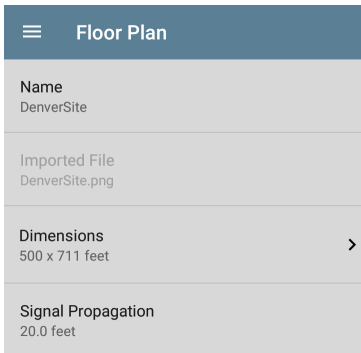 Floor Plan
Name
DenverSite
Imported File
DenverSite.png
Dimensions
500 x 711 feet
Signal Propagation
20.0 feet